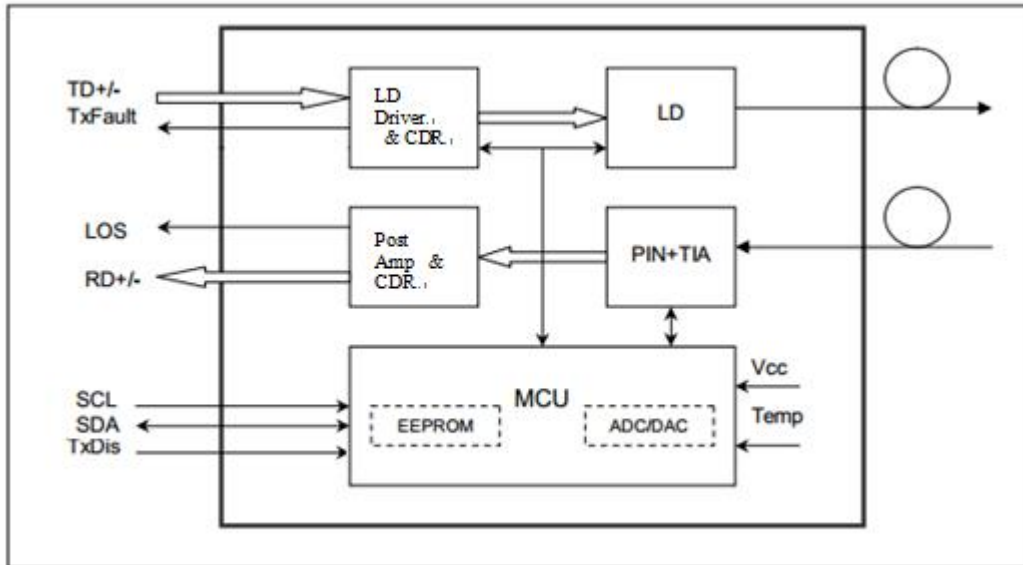 TD+/-
TxFault
LD
Driver.
& CDR.
LD
LOS
RD+/-
Post
Amp &
CDR.
PIN+TIA
SCL
SDA
TxDis
MCU
EEPROM
ADC/DAC
Vcc
Temp